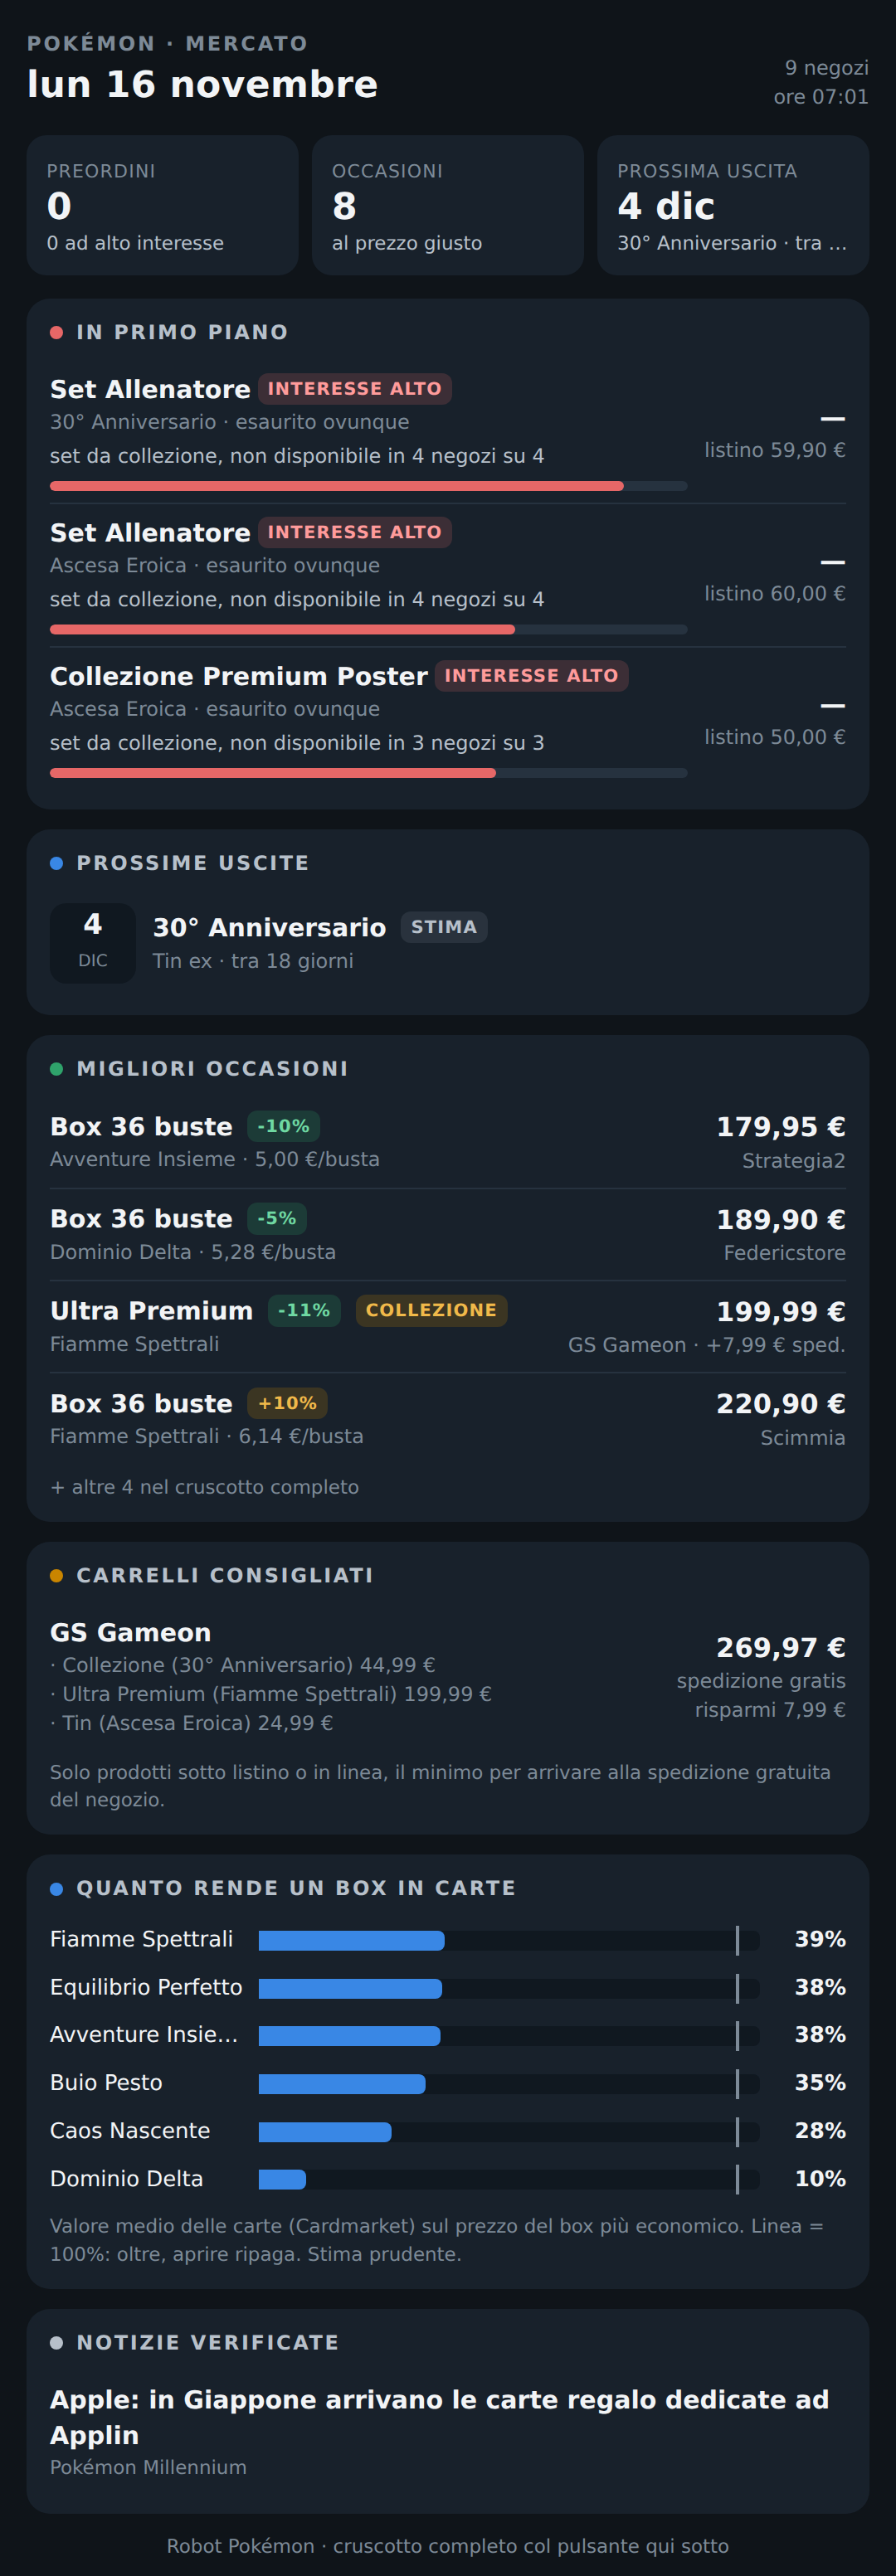 POKÉMON · MERCATO
lun 16 novembre
9 negozi
ore 07:01
PREORDINI
0
0 ad alto interesse
OCCASIONI
8
al prezzo giusto
PROSSIMA USCITA
4 dic
30° Anniversario · tra …
IN PRIMO PIANO
Set Allenatore INTERESSE ALTO
30° Anniversario · esaurito ovunque
set da collezione, non disponibile in 4 negozi su 4
—
listino 59,90 €
Set Allenatore INTERESSE ALTO
Ascesa Eroica · esaurito ovunque
set da collezione, non disponibile in 4 negozi su 4
—
listino 60,00 €
Collezione Premium Poster INTERESSE ALTO
Ascesa Eroica · esaurito ovunque
set da collezione, non disponibile in 3 negozi su 3
—
listino 50,00 €
PROSSIME USCITE
4
DIC
30° Anniversario STIMA
Tin ex · tra 18 giorni
MIGLIORI OCCASIONI
Box 36 buste -10%
Avventure Insieme · 5,00 €/busta
179,95 €
Strategia2
Box 36 buste -5%
Dominio Delta · 5,28 €/busta
189,90 €
Federicstore
Ultra Premium -11% COLLEZIONE
Fiamme Spettrali
199,99 €
GS Gameon · +7,99 € sped.
Box 36 buste +10%
Fiamme Spettrali · 6,14 €/busta
220,90 €
Scimmia
+ altre 4 nel cruscotto completo
CARRELLI CONSIGLIATI
GS Gameon
· Collezione (30° Anniversario) 44,99 €
· Ultra Premium (Fiamme Spettrali) 199,99 €
· Tin (Ascesa Eroica) 24,99 €
269,97 €
spedizione gratis
risparmi 7,99 €
Solo prodotti sotto listino o in linea, il minimo per arrivare alla spedizione gratuita
del negozio.
QUANTO RENDE UN BOX IN CARTE
Fiamme Spettrali 39%
Equilibrio Perfetto 38%
Avventure Insie… 38%
Buio Pesto 35%
Caos Nascente 28%
Dominio Delta 10%
Valore medio delle carte (Cardmarket) sul prezzo del box più economico. Linea =
100%: oltre, aprire ripaga. Stima prudente.
NOTIZIE VERIFICATE
Apple: in Giappone arrivano le carte regalo dedicate ad
Applin
Pokémon Millennium
Robot Pokémon · cruscotto completo col pulsante qui sotto